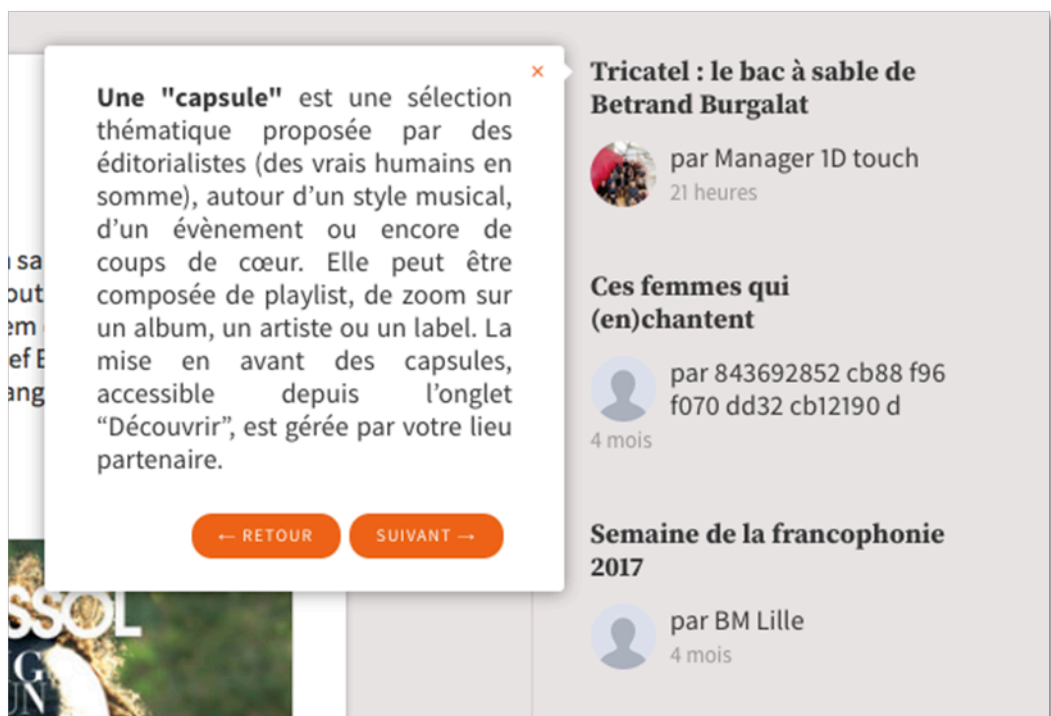 Une "capsule" est une sélection
thématique proposée par des
éditorialistes (des vrais humains en
somme), autour d’un style musical,
d’un évènement ou encore de
coups de cœur. Elle peut être
composée de playlist, de zoom sur
un album, un artiste ou un label. La
mise en avant des capsules,
accessible depuis l’onglet
“Découvrir”, est gérée par votre lieu
partenaire.
← RETOUR
SUIVANT →
Tricatel : le bac à sable de
Betrand Burgalat
par Manager 1D touch
21 heures
Ces femmes qui
(en)chantent
par 843692852 cb88 f96
f070 dd32 cb12190 d
4 mois
Semaine de la francophonie
2017
par BM Lille
4 mois